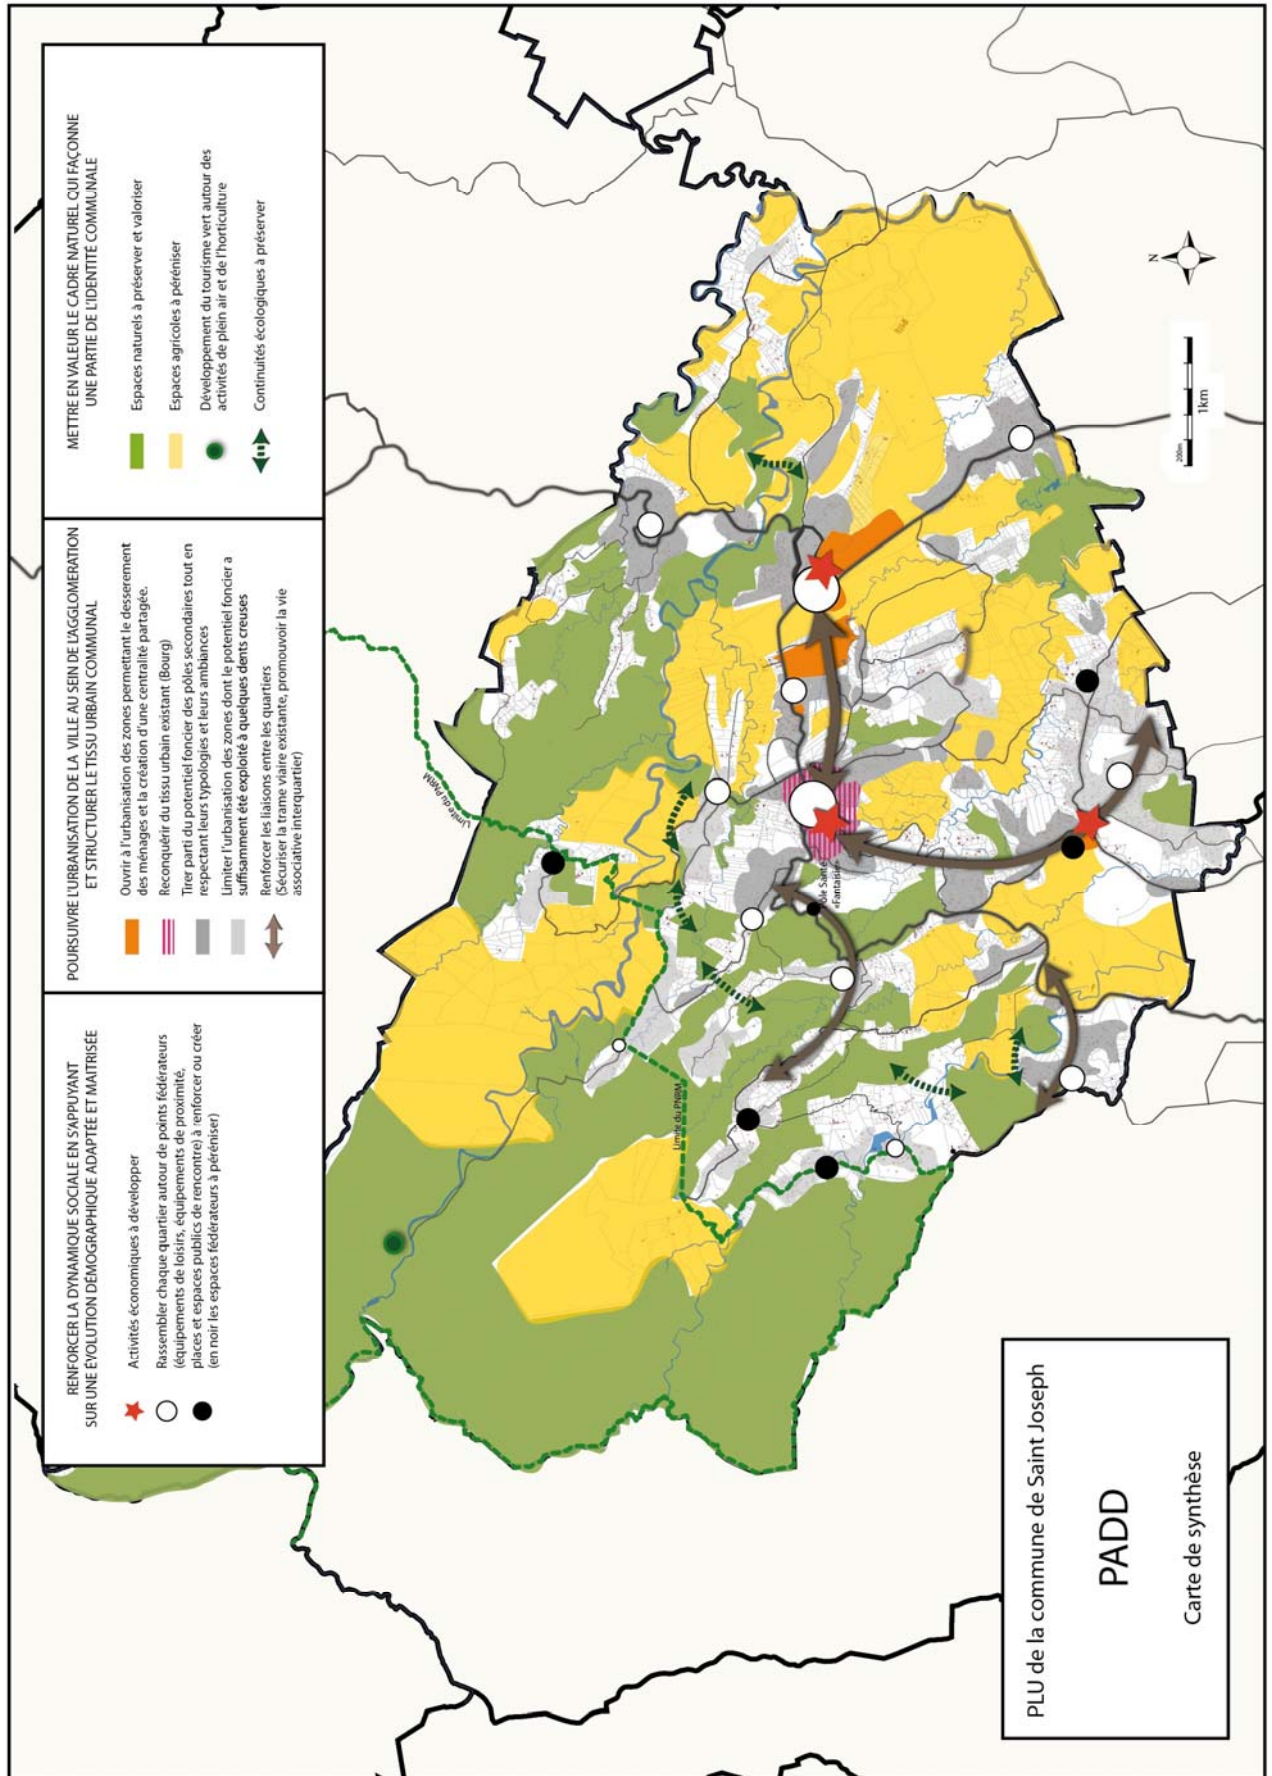 RENFORCER LA DYNAMIQUE SOCIALE EN S'APPUYANT
SUR UNE ÉVOLUTION DÉMOGRAPHIQUE ADAPTÉE ET MAITRISÉE
Activités économiques à développer
Rassembler chaque quartier autour de points fédérateurs
(équipements de loisirs, équipements de proximité,
places et espaces publics de rencontre) à renforcer ou créer
(en noir les espaces fédérateurs à péréniser)
POURSUIVRE L'URBANISATION DE LA VILLE AU SEIN DE L'AGGLOMERATION
ET STRUCTURER LE TISSU URBAIN COMMUNAL
Ouvrir à l'urbanisation des zones permettant le desserement
des ménages et la création d'une centralité partagée.
Reconquérir du tissu urbain existant (Bourg)
Tirer parti du potentiel foncier des pôles secondaires tout en
respectant leurs typologies et leurs ambiances
Limiter l'urbanisation des zones dont le potentiel foncier a
suffisamment été exploité à quelques dents creuses
Renforcer les liaisons entre les quartiers
(Sécuriser la trame viaire existante, promouvoir la vie
associative interquartier)
METTRE EN VALEUR LE CADRE NATUREL QUI FAÇONNE
UNE PARTIE DE L'IDENTITÉ COMMUNALE
Espaces naturels à préserver et valoriser
Espaces agricoles à péréniser
Développement du tourisme vert autour des
activités de plein air et de l'horticulture
Continuités écologiques à préserver
Limite du PNRM
Limite du PNRM
Pôle Santé
«Fantaisie»
N
200m
1km
PLU de la commune de Saint Joseph
PADD
Carte de synthèse